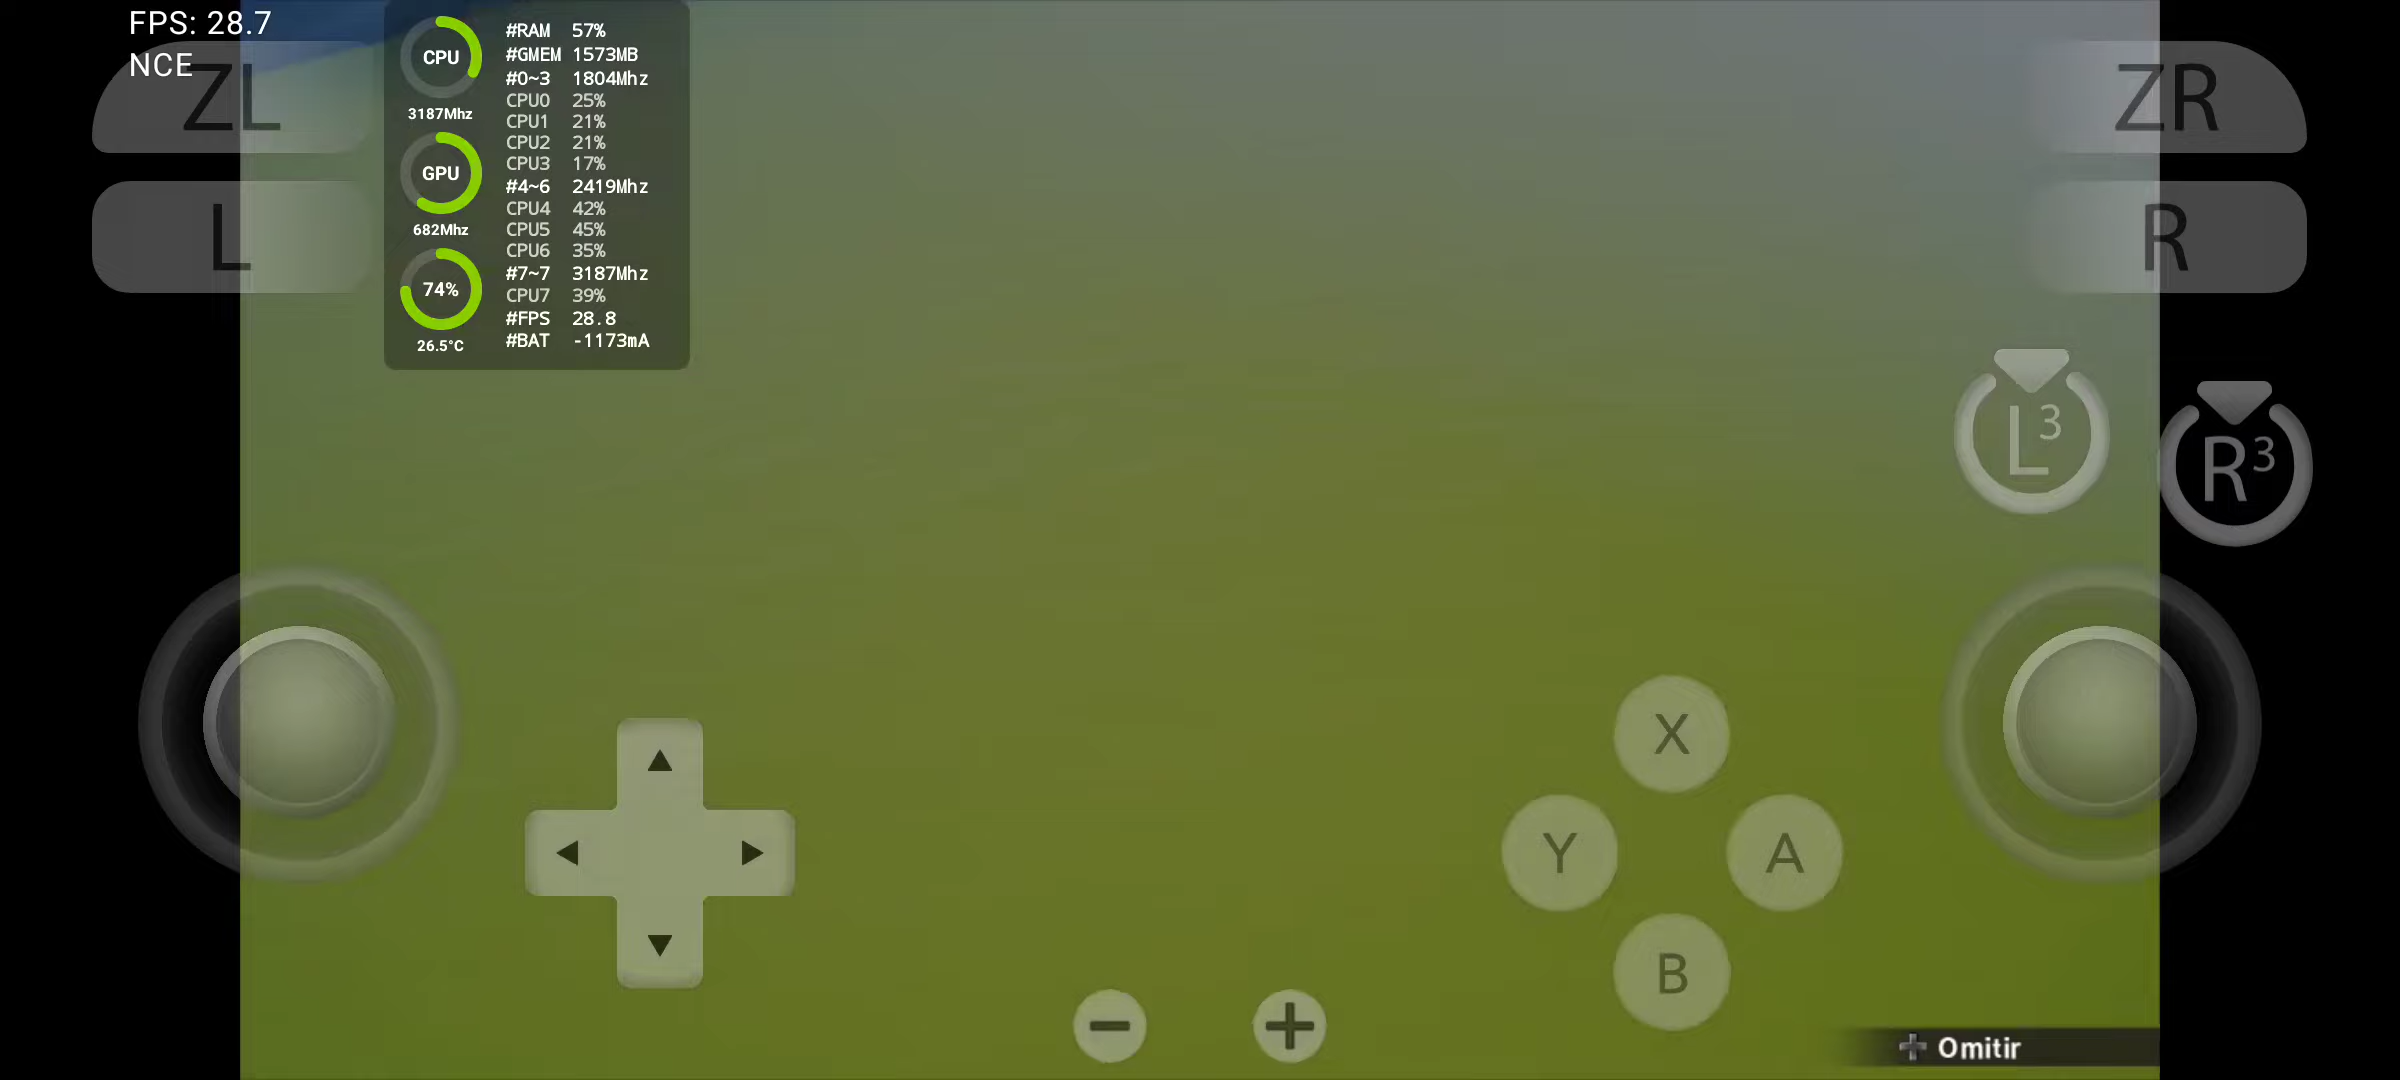 FPS: 28.7
NCE
ZL
L
CPU
3187Mhz
GPU
682Mhz
74%
26.5°C
#RAM 57%
#GMEM 1573MB
#0~3 1804Mhz
CPU0 25%
CPU1 21%
CPU2 21%
CPU3 17%
#4~6 2419Mhz
CPU4 42%
CPU5 45%
CPU6 35%
#7~7 3187Mhz
CPU7 39%
#FPS 28.8
#BAT -1173mA
ZR
R
L3
R3
X
Y
A
B
Omitir